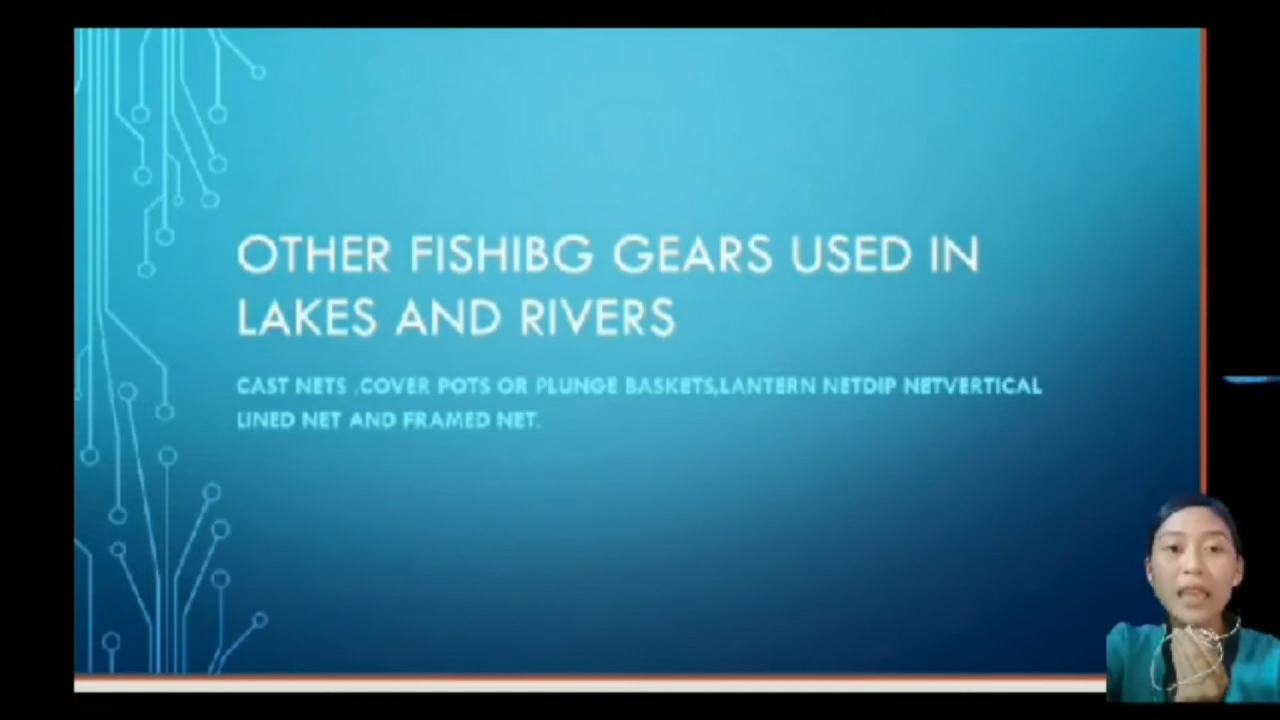 OTHER FISHIBG GEARS USED IN
LAKES AND RIVERS
CAST NETS ,COVER POTS OR PLUNGE BASKETS,LANTERN NETDIP NETVERTICAL
LINED NET AND FRAMED NET.